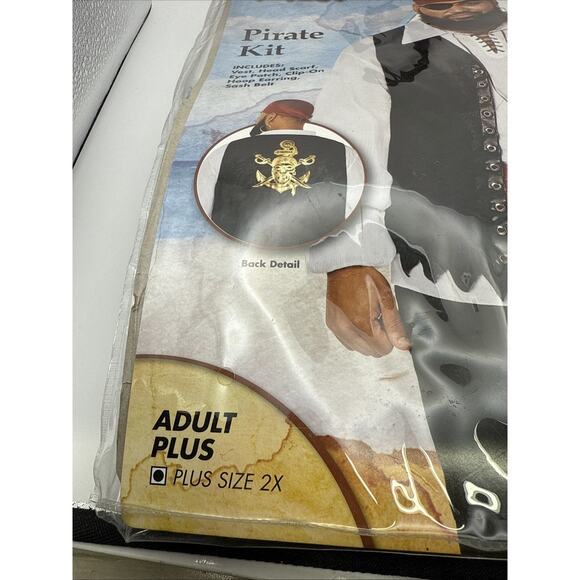 Pirate
Kit
INCLUDES:
Vest, Head Scarf,
Eye Patch, Clip-On
Hoop Earring,
Sash Belt
Back Detail
ADULT
PLUS
PLUS SIZE 2X